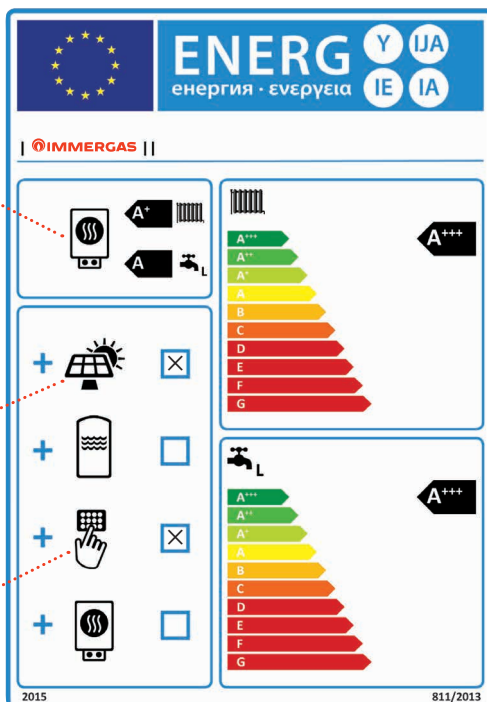 ENERG Y IJA
енергия · ενεργεια IE IA
| IMMERGAS ||
A+
A
L
A+++
A++
A+
A
B
C
D
E
F
G
A+++
L
A+++
A++
A+
A
B
C
D
E
F
G
A+++
2015
811/2013